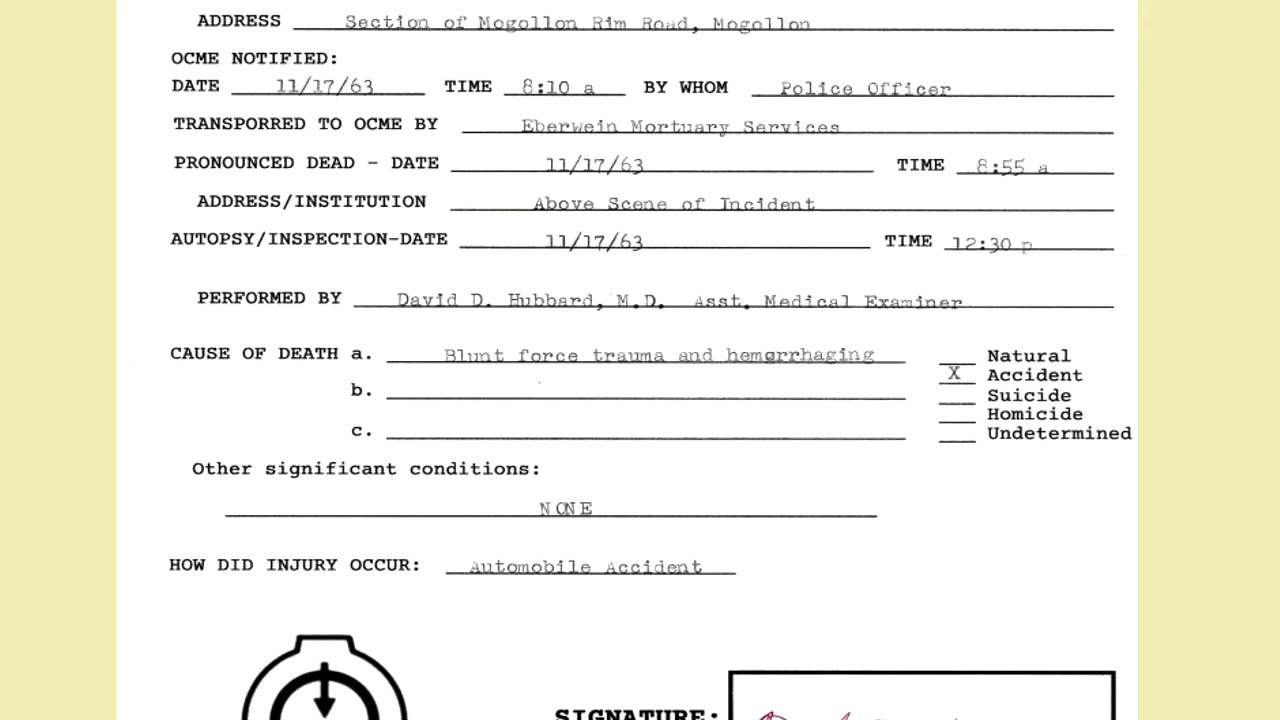 ADDRESS Section of Mogollon Rim Road, Mogollon
OCME NOTIFIED:
DATE 11/17/63 TIME 8:10 a BY WHOM Police Officer
TRANSPORRED TO OCME BY Eberwein Mortuary Services
PRONOUNCED DEAD - DATE 11/17/63 TIME 8:55 a
ADDRESS/INSTITUTION Above Scene of Incident
AUTOPSY/INSPECTION-DATE 11/17/63 TIME 12:30 p
PERFORMED BY David D. Hubbard, M.D. Asst. Medical Examiner
CAUSE OF DEATH a. Blunt force trauma and hemorrhaging
b.
c.
Natural
X Accident
Suicide
Homicide
Undetermined
Other significant conditions:
NONE
HOW DID INJURY OCCUR: Automobile Accident
SIGNATURE: